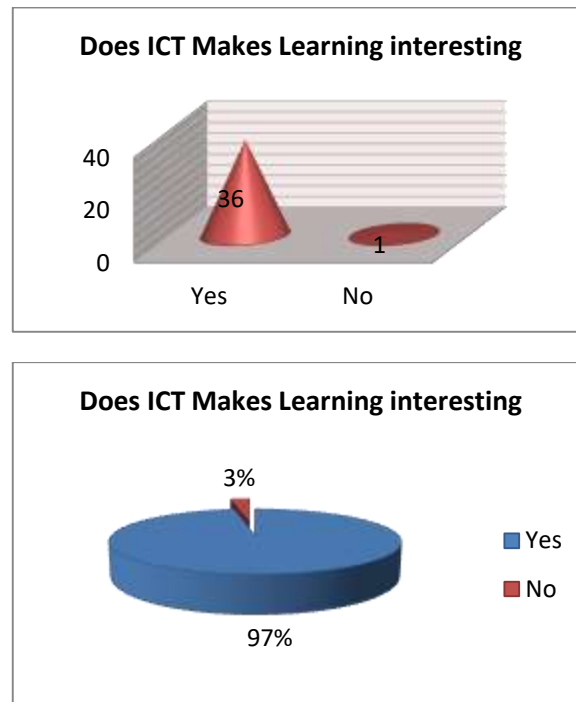 Does ICT Makes Learning interesting
40
20
0
36
1
Yes
No
Does ICT Makes Learning interesting
3%
97%
Yes
No